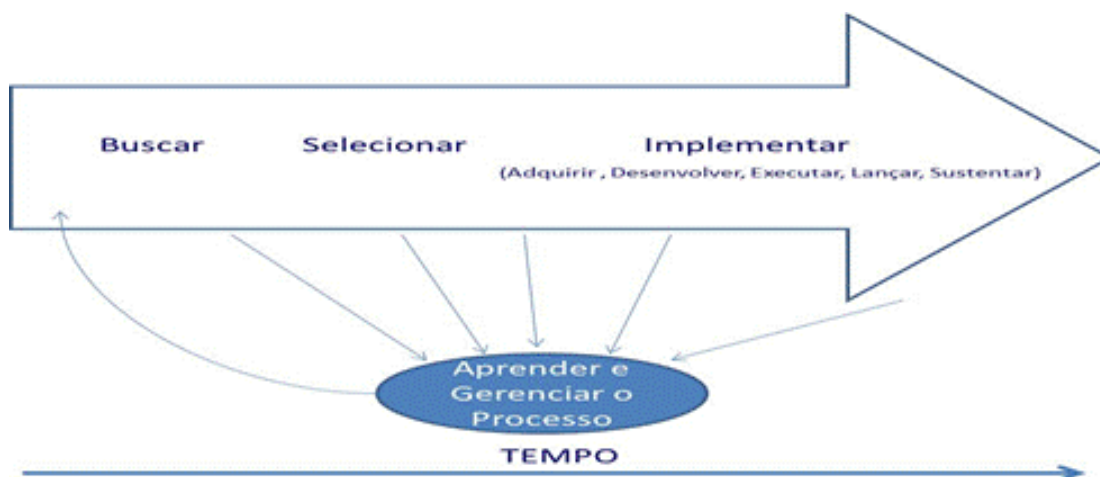 Buscar
Selecionar
Implementar
(Adquirir , Desenvolver, Executar, Lançar, Sustentar)
Aprender e
Gerenciar o
Processo
TEMPO